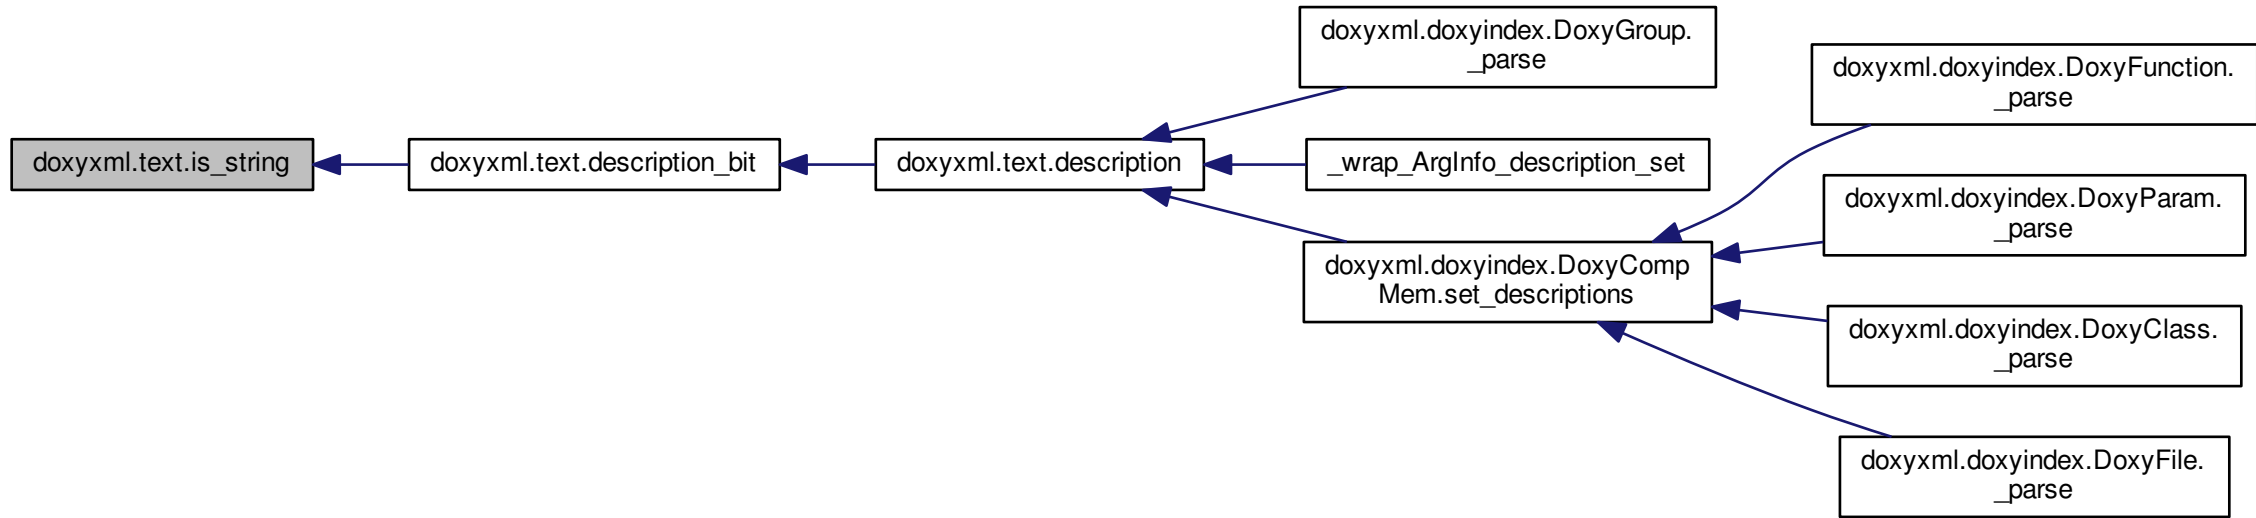 doxyxml.text.is_string
doxyxml.text.description_bit
doxyxml.text.description
doxyxml.doxyindex.DoxyGroup.
_parse
_wrap_ArgInfo_description_set
doxyxml.doxyindex.DoxyComp
Mem.set_descriptions
doxyxml.doxyindex.DoxyFunction.
_parse
doxyxml.doxyindex.DoxyParam.
_parse
doxyxml.doxyindex.DoxyClass.
_parse
doxyxml.doxyindex.DoxyFile.
_parse